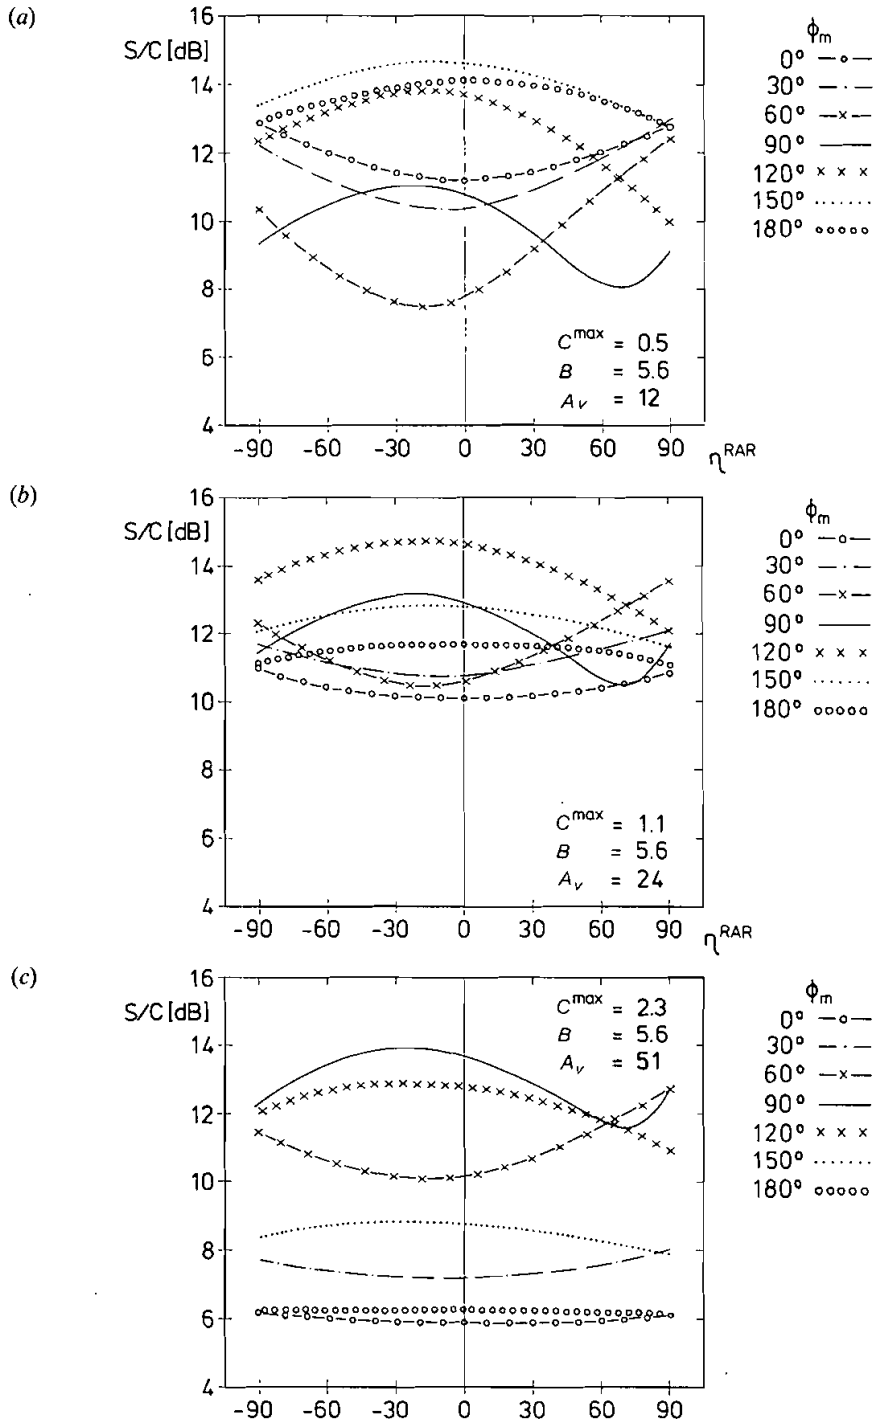 (a)
S/C [dB]
16
14
12
10
8
6
4
-90 -60 -30 0 30 60 90 η^RAR
C^max = 0.5
B = 5.6
A_v = 12
ϕ_m
0°
30°
60°
90°
120°
150°
180°
(b)
S/C [dB]
16
14
12
10
8
6
4
-90 -60 -30 0 30 60 90 η^RAR
C^max = 1.1
B = 5.6
A_v = 24
ϕ_m
0°
30°
60°
90°
120°
150°
180°
(c)
S/C [dB]
16
14
12
10
8
6
4
-90 -60 -30 0 30 60 90
C^max = 2.3
B = 5.6
A_v = 51
ϕ_m
0°
30°
60°
90°
120°
150°
180°